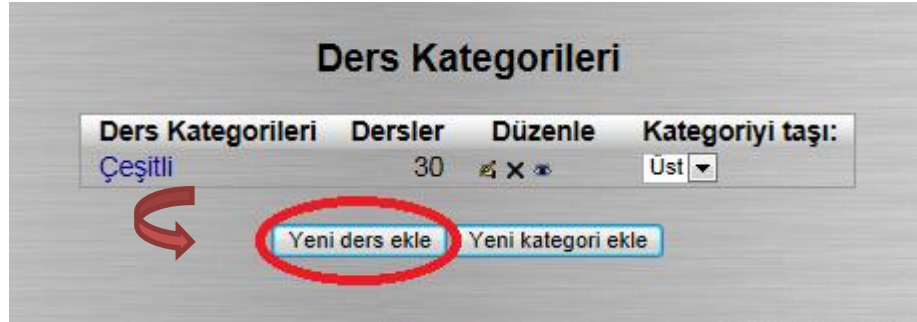 Ders Kategorileri
Ders Kategorileri Dersler Düzenle Kategoriyi taşı:
Çeşitli 30 Üst
Yeni ders ekle Yeni kategori ekle